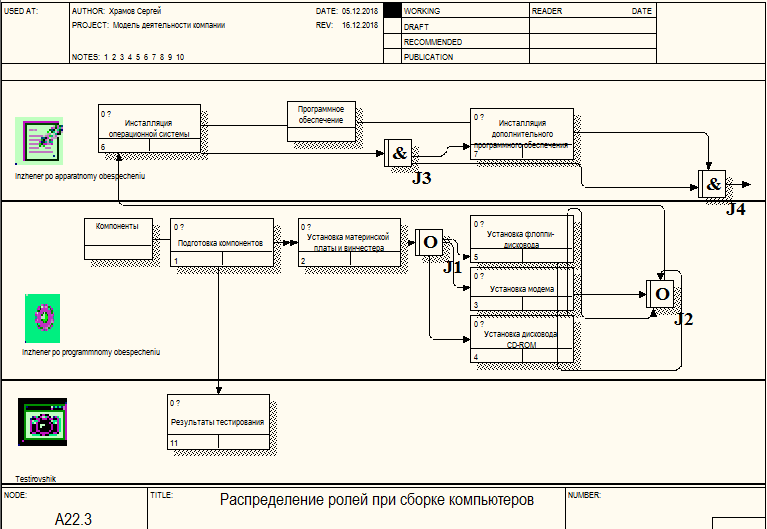 USED AT:
AUTHOR: Храмов Сергей
DATE: 05.12.2018
WORKING
READER
DATE
PROJECT: Модель деятельности компании
REV: 16.12.2018
DRAFT
RECOMMENDED
NOTES: 1 2 3 4 5 6 7 8 9 10
PUBLICATION
0 ?
Инсталляция
операционной системы
6
Программное
обеспечение
&
J3
0 ?
Инсталляция
дополнительного
программного обеспечения
7
&
J4
Inzhener po apparatnomy obespecheniu
Компоненты
0 ?
Подготовка компонентов
1
0 ?
Установка материнской
платы и винчестера
2
O
J1
0 ?
Установка флоппи-
дисковода
5
0 ?
Установка модема
3
0 ?
Установка дисковода
CD-ROM
4
O
J2
Inzhener po programmnomy obespecheniu
0 ?
Результаты тестирования
11
Testirovshik
NODE:
A22.3
TITLE:
Распределение ролей при сборке компьютеров
NUMBER: